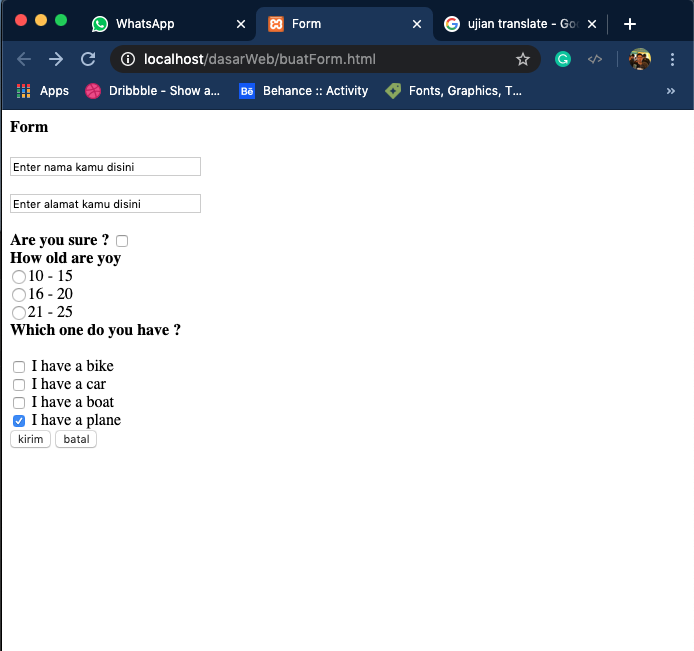 WhatsApp
Form
ujian translate - Goo
localhost/dasarWeb/buatForm.html
Apps
Dribbble - Show a...
Bē Behance :: Activity
Fonts, Graphics, T...
Form
Enter nama kamu disini
Enter alamat kamu disini
Are you sure ?
How old are yoy
10 - 15
16 - 20
21 - 25
Which one do you have ?
I have a bike
I have a car
I have a boat
I have a plane
kirim batal